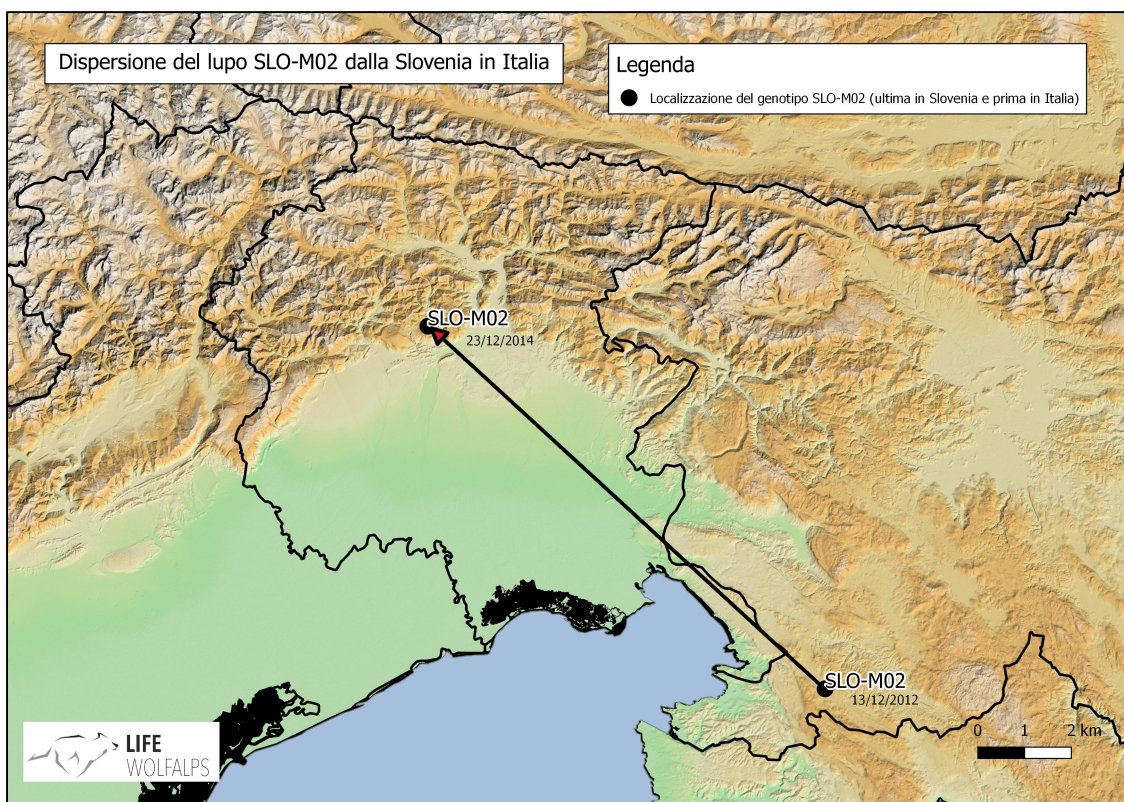 Dispersione del lupo SLO-M02 dalla Slovenia in Italia
Legenda
Localizzazione del genotipo SLO-M02 (ultima in Slovenia e prima in Italia)
SLO-M02
23/12/2014
SLO-M02
13/12/2012
0 1 2 km
LIFE
WOLFALPS